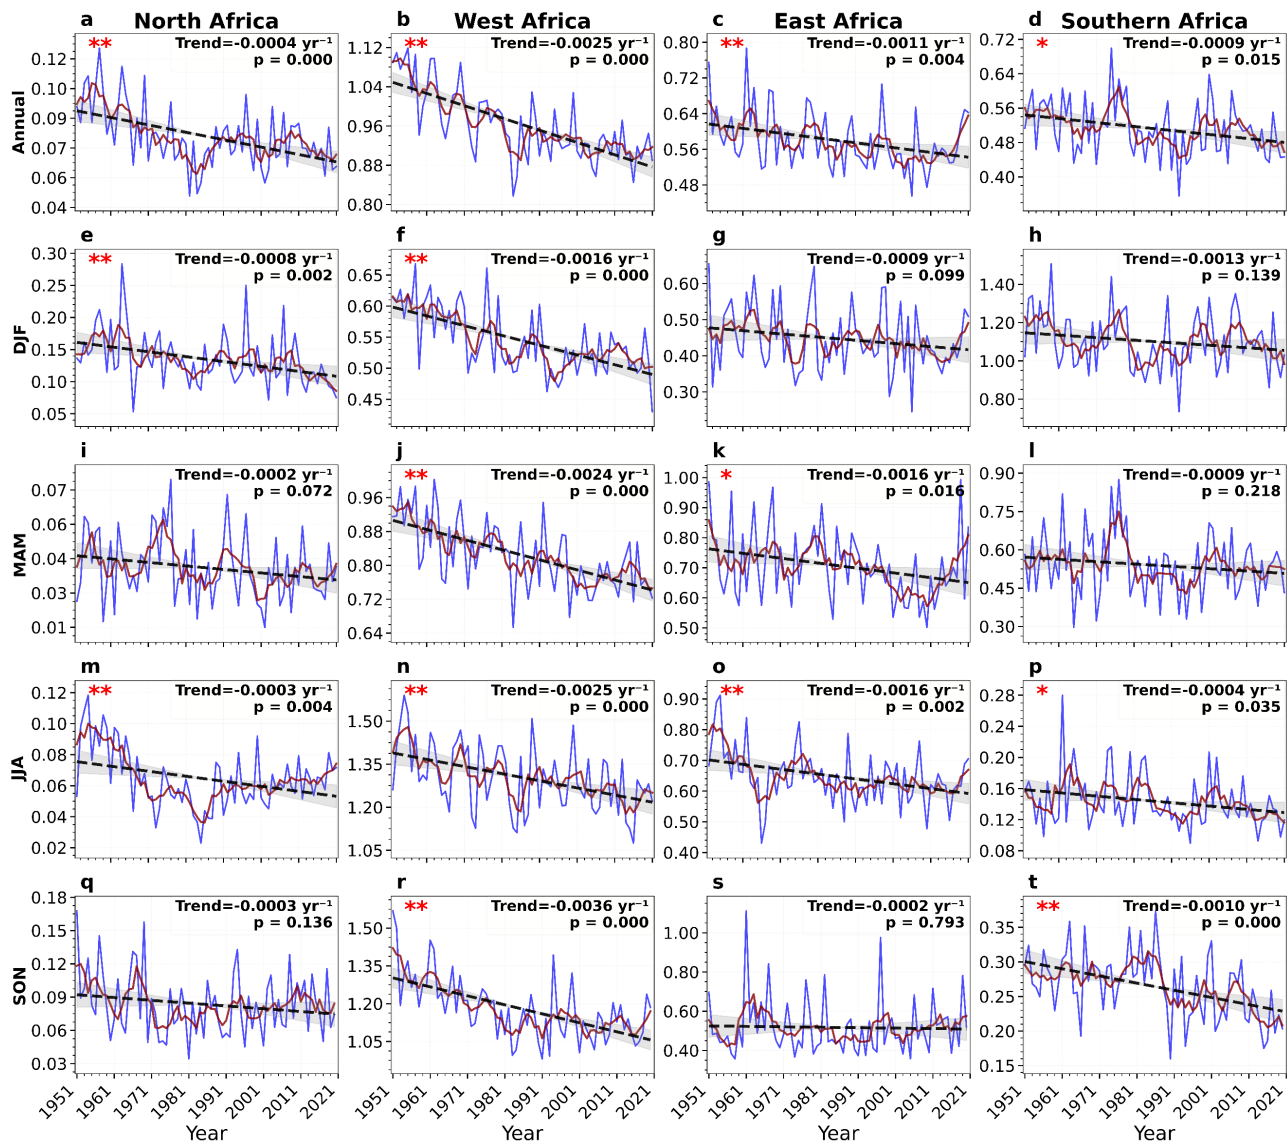 a North Africa b West Africa c East Africa d Southern Africa
Annual
** Trend=-0.0004 yr⁻¹
p = 0.000
0.12
0.10
0.09
0.07
0.06
0.04
** Trend=-0.0025 yr⁻¹
p = 0.000
1.12
1.04
0.96
0.88
0.80
** Trend=-0.0011 yr⁻¹
p = 0.004
0.80
0.72
0.64
0.56
0.48
* Trend=-0.0009 yr⁻¹
p = 0.015
0.72
0.64
0.56
0.48
0.40
DJF
e
** Trend=-0.0008 yr⁻¹
p = 0.002
0.30
0.25
0.20
0.15
0.10
0.05
f
** Trend=-0.0016 yr⁻¹
p = 0.000
0.65
0.60
0.55
0.50
0.45
g
Trend=-0.0009 yr⁻¹
p = 0.099
0.60
0.50
0.40
0.30
h
Trend=-0.0013 yr⁻¹
p = 0.139
1.40
1.20
1.00
0.80
MAM
i
Trend=-0.0002 yr⁻¹
p = 0.072
0.07
0.06
0.04
0.03
0.01
j
** Trend=-0.0024 yr⁻¹
p = 0.000
0.96
0.88
0.80
0.72
0.64
k
* Trend=-0.0016 yr⁻¹
p = 0.016
1.00
0.90
0.80
0.70
0.60
0.50
l
Trend=-0.0009 yr⁻¹
p = 0.218
0.90
0.75
0.60
0.45
0.30
JJA
m
** Trend=-0.0003 yr⁻¹
p = 0.004
0.12
0.10
0.08
0.06
0.04
0.02
n
** Trend=-0.0025 yr⁻¹
p = 0.000
1.50
1.35
1.20
1.05
o
** Trend=-0.0016 yr⁻¹
p = 0.002
0.90
0.80
0.70
0.60
0.50
0.40
p
* Trend=-0.0004 yr⁻¹
p = 0.035
0.28
0.24
0.20
0.16
0.12
0.08
SON
q
Trend=-0.0003 yr⁻¹
p = 0.136
0.18
0.15
0.12
0.09
0.06
0.03
r
** Trend=-0.0036 yr⁻¹
p = 0.000
1.50
1.35
1.20
1.05
s
Trend=-0.0002 yr⁻¹
p = 0.793
1.00
0.80
0.60
0.40
t
** Trend=-0.0010 yr⁻¹
p = 0.000
0.35
0.30
0.25
0.20
0.15
1951 1961 1971 1981 1991 2001 2011 2021
Year
1951 1961 1971 1981 1991 2001 2011 2021
Year
1951 1961 1971 1981 1991 2001 2011 2021
Year
1951 1961 1971 1981 1991 2001 2011 2021
Year